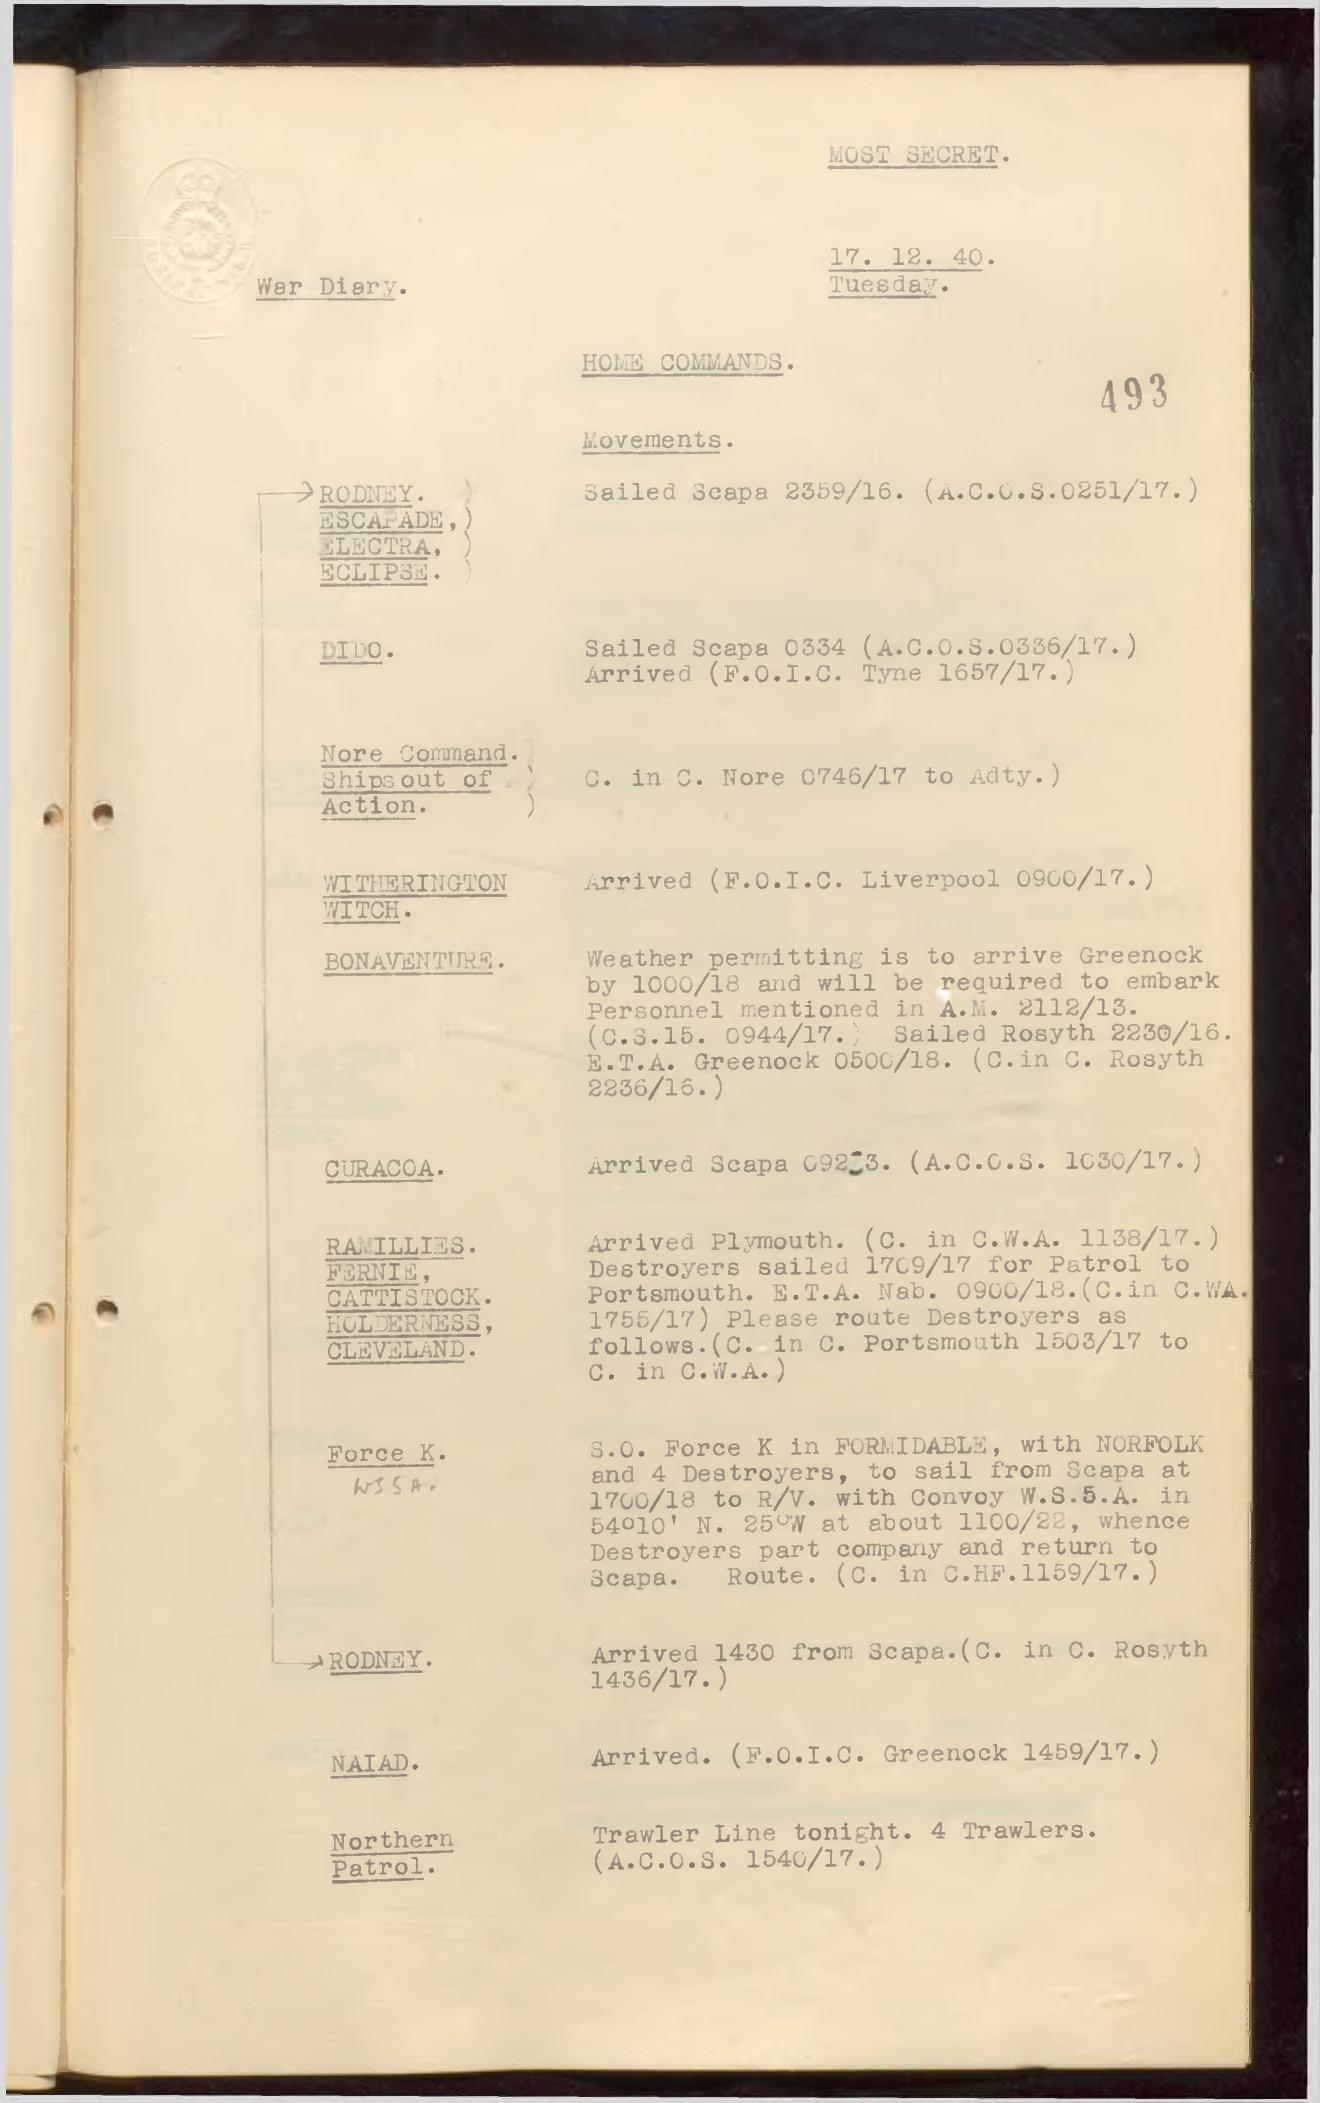 MOST SECRET.
17. 12. 40.
War Diary.
Tuesday.
HOME COMMANDS.
493
Movements.
RODNEY. ) Sailed Scapa 2359/16. (A.C.O.S.0251/17.)
ESCAPADE,)
ELECTRA, )
ECLIPSE. )
DIDO. Sailed Scapa 0334 (A.C.O.S.0336/17.)
Arrived (F.O.I.C. Tyne 1657/17.)
Nore Command. )
Ships out of ) C. in C. Nore 0746/17 to Adty.)
Action. )
WITHERINGTON Arrived (F.O.I.C. Liverpool 0900/17.)
WITCH.
BONAVENTURE. Weather permitting is to arrive Greenock
by 1000/18 and will be required to embark
Personnel mentioned in A.M. 2112/13.
(C.S.15. 0944/17.) Sailed Rosyth 2230/16.
E.T.A. Greenock 0500/18. (C.in C. Rosyth
2236/16.)
CURACOA. Arrived Scapa (A.C.O.S. 1030/17.)
RAMILLIES. Arrived Plymouth. (C. in C.W.A. 1138/17.)
FERNIE, Destroyers sailed 1709/17 for Patrol to
CATTISTOCK. Portsmouth. E.T.A. Nab. 0900/18.(C.in C.WA.
HOLDERNESS, 1755/17) Please route Destroyers as
CLEVELAND. follows.(C. in C. Portsmouth 1503/17 to
C. in C.W.A.)
Force K. S.O. Force K in FORMIDABLE, with NORFOLK
WS5A. and 4 Destroyers, to sail from Scapa at
1700/18 to R/V. with Convoy W.S.5.A. in
54°10' N. 25°W at about 1100/22, whence
Destroyers part company and return to
Scapa. Route. (C. in C.HF.1159/17.)
RODNEY. Arrived 1430 from Scapa.(C. in C. Rosyth
1436/17.)
NAIAD. Arrived. (F.O.I.C. Greenock 1459/17.)
Northern Trawler Line tonight. 4 Trawlers.
Patrol. (A.C.O.S. 1540/17.)